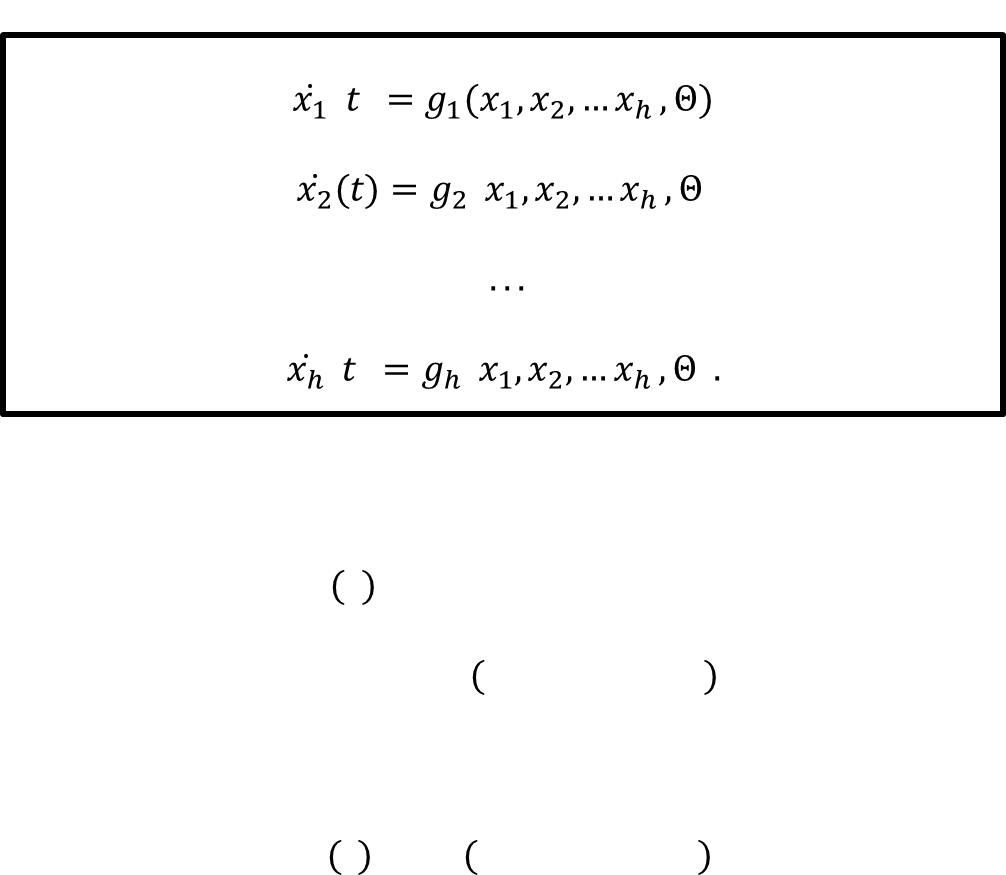 ẋ₁ t = g₁(x₁, x₂, … xₕ , Θ)
ẋ₂(t) = g₂ x₁, x₂, … xₕ , Θ
...
ẋₕ t = gₕ x₁, x₂, … xₕ , Θ .
( )
( )
( ) ( )